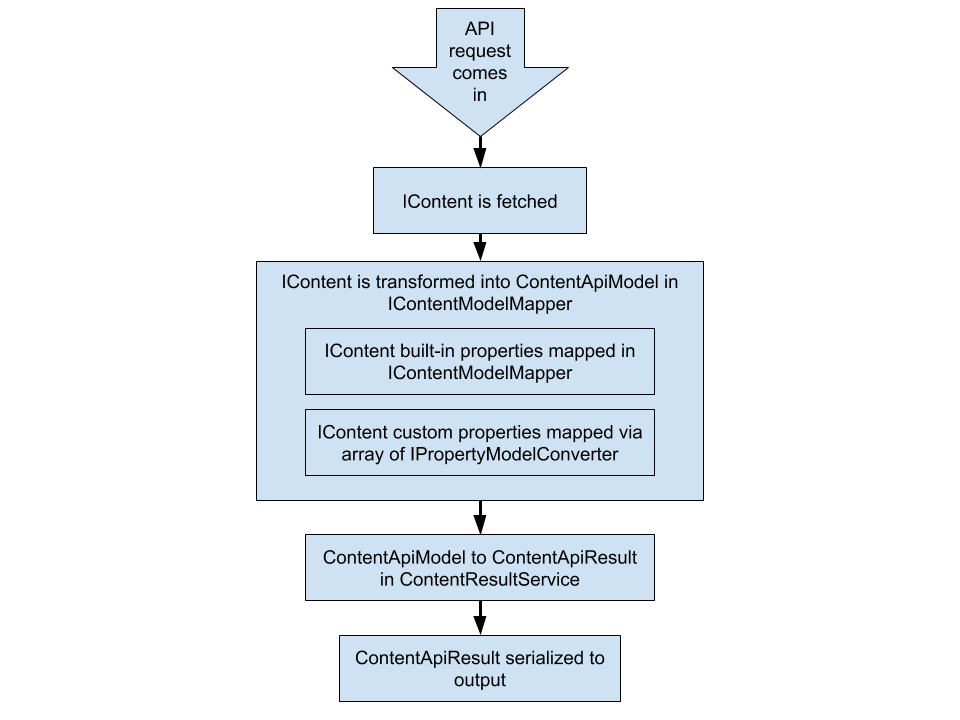 API
request
comes
in
IContent is fetched
IContent is transformed into ContentApiModel in
IContentModelMapper
IContent built-in properties mapped in
IContentModelMapper
IContent custom properties mapped via
array of IPropertyModelConverter
ContentApiModel to ContentApiResult
in ContentResultService
ContentApiResult serialized to
output